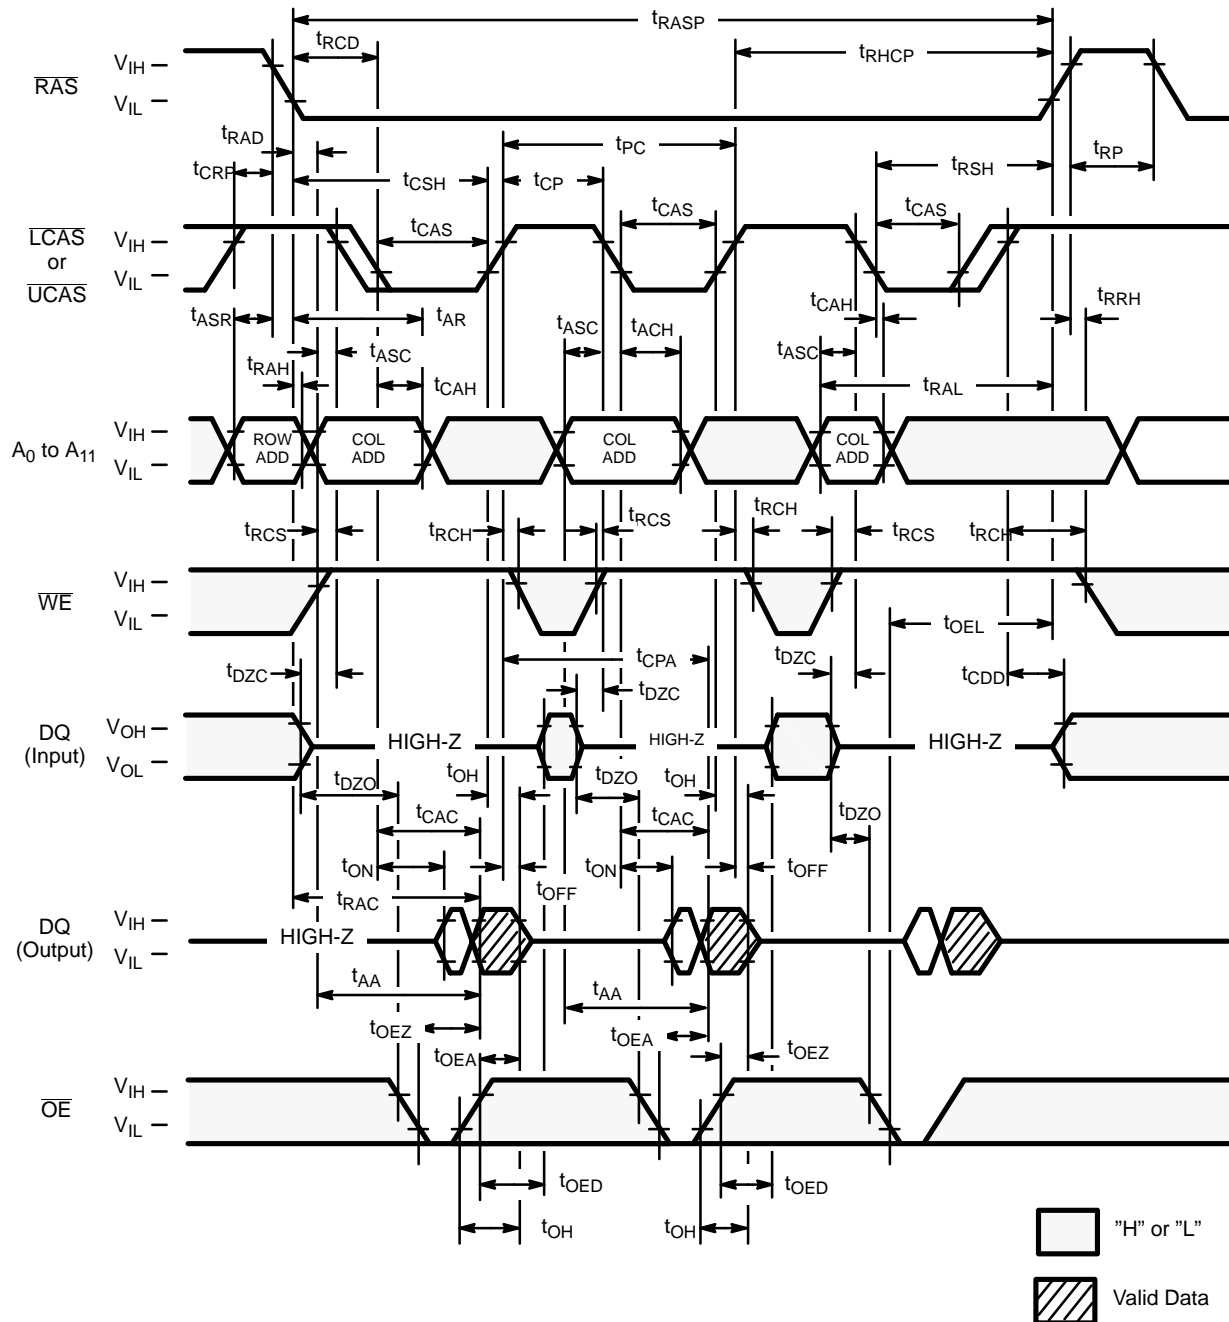 tRASP
tRCD
tRHCP
RAS
VIH
VIL
tRAD
tPC
tCRP
tCSH
tCP
tRSH
tRP
LCAS
or
UCAS
VIH
VIL
tCAS
tCAS
tCAS
tASR
tAR
tASC
tACH
tCAH
tRRH
tRAH
tASC
tCAH
tASC
tRAL
A0 to A11
VIH
VIL
ROW
ADD
COL
ADD
COL
ADD
COL
ADD
tRCS
tRCH
tRCS
tRCH
tRCS
tRCH
WE
VIH
VIL
tOEL
tDZC
tCPA
tDZC
tDZC
tCDD
DQ
(Input)
VOH
VOL
HIGH-Z
HIGH-Z
HIGH-Z
tDZO
tOH
tDZO
tOH
tDZO
tCAC
tCAC
tON
tOFF
tON
tOFF
tRAC
DQ
(Output)
VIH
VIL
HIGH-Z
tAA
tAA
tOEZ
tOEA
tOEA
tOEZ
OE
VIH
VIL
tOED
tOED
tOH
tOH
"H" or "L"
Valid Data